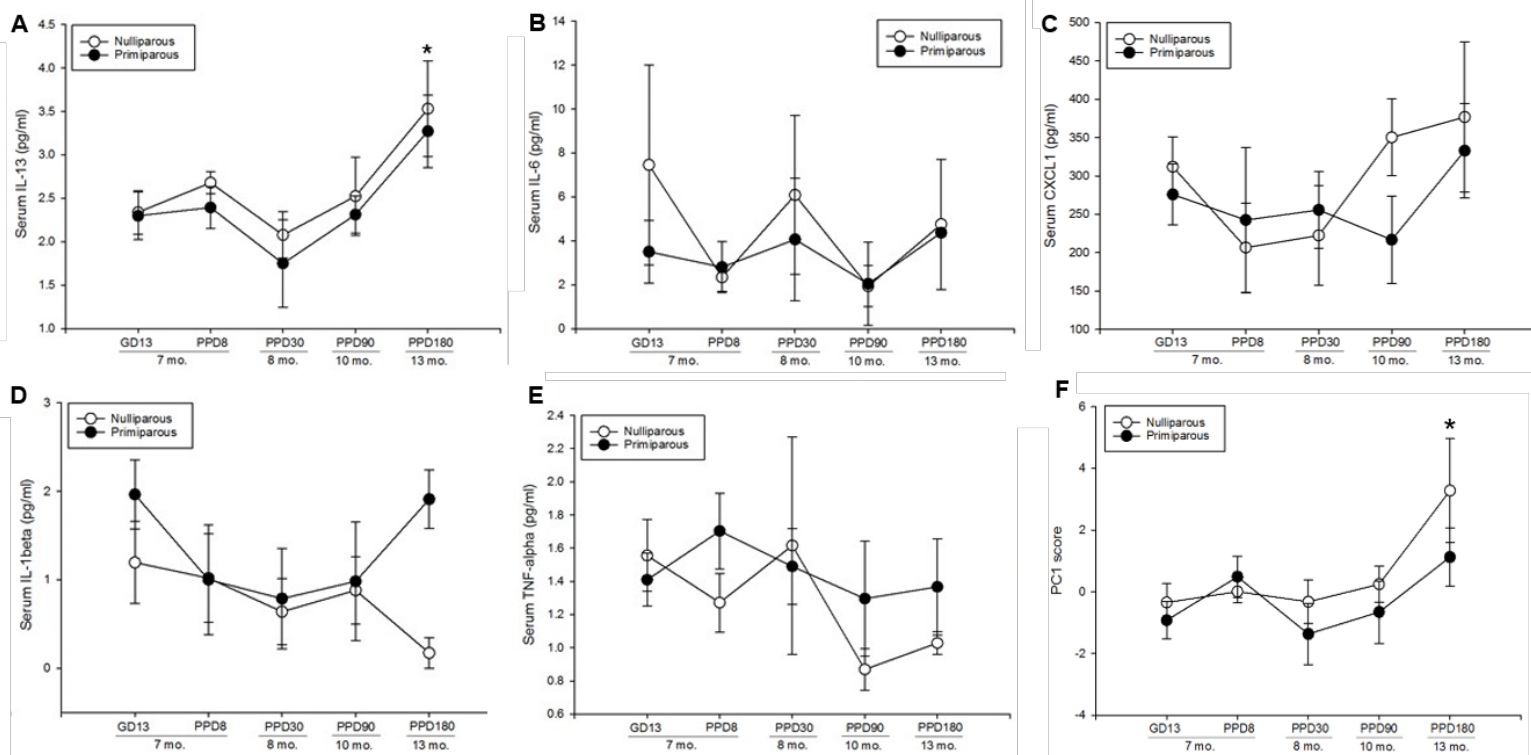 A
Serum IL-13 (pg/ml)
4.5
4.0
3.5
3.0
2.5
2.0
1.5
1.0
Nulliparous
Primiparous
*
GD13 PPD8 PPD30 PPD90 PPD180
7 mo. 8 mo. 10 mo. 13 mo.
B
Serum IL-6 (pg/ml)
14
12
10
8
6
4
2
0
Nulliparous
Primiparous
GD13 PPD8 PPD30 PPD90 PPD180
7 mo. 8 mo. 10 mo. 13 mo.
C
Serum CXCL1 (pg/ml)
500
450
400
350
300
250
200
150
100
Nulliparous
Primiparous
GD13 PPD8 PPD30 PPD90 PPD180
7 mo. 8 mo. 10 mo. 13 mo.
D
Serum IL-1beta (pg/ml)
3
2
1
0
Nulliparous
Primiparous
GD13 PPD8 PPD30 PPD90 PPD180
7 mo. 8 mo. 10 mo. 13 mo.
E
Serum TNF-alpha (pg/ml)
2.4
2.2
2.0
1.8
1.6
1.4
1.2
1.0
0.8
0.6
Nulliparous
Primiparous
GD13 PPD8 PPD30 PPD90 PPD180
7 mo. 8 mo. 10 mo. 13 mo.
F
PC1 score
6
4
2
0
-2
-4
Nulliparous
Primiparous
*
GD13 PPD8 PPD30 PPD90 PPD180
7 mo. 8 mo. 10 mo. 13 mo.